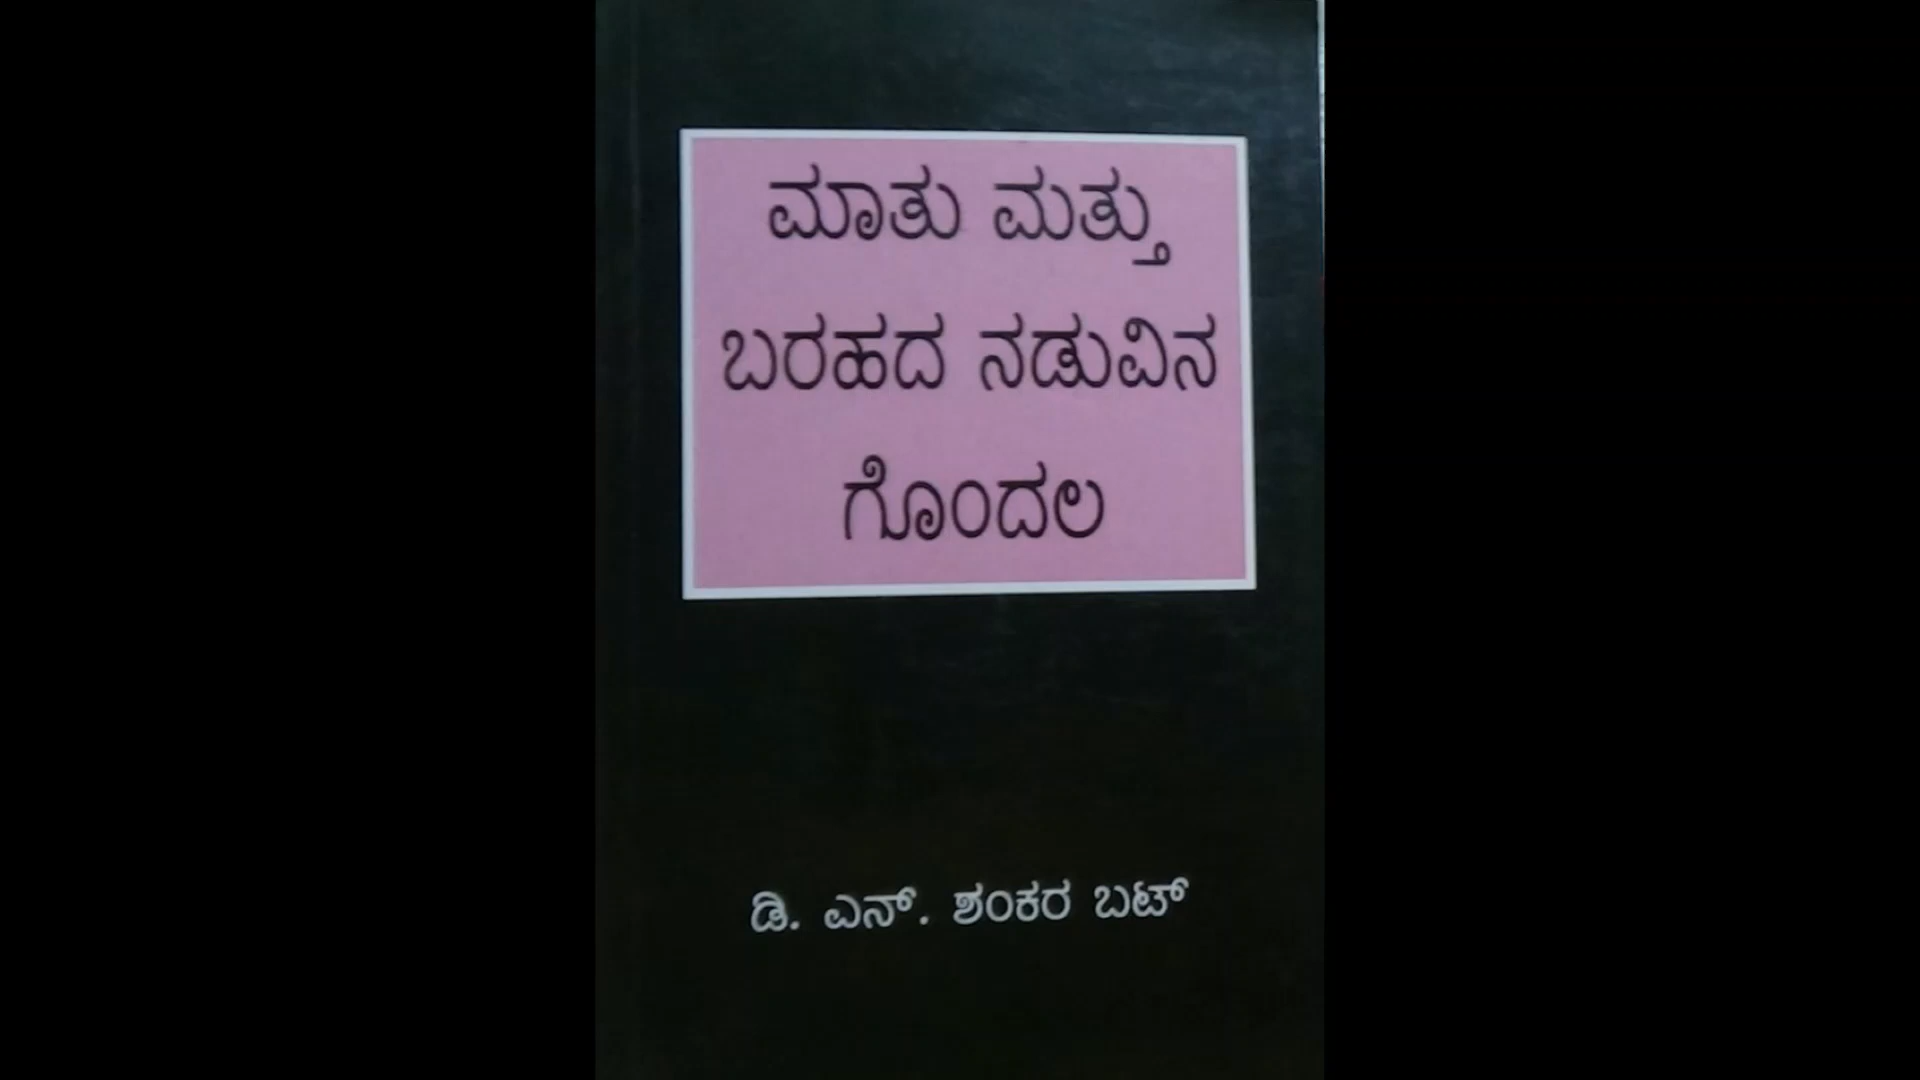 ಮಾತು ಮತ್ತು
ಬರಹದ ನಡುವಿನ
ಗೊಂದಲ
ಡಿ. ಎನ್. ಶಂಕರ ಬಟ್